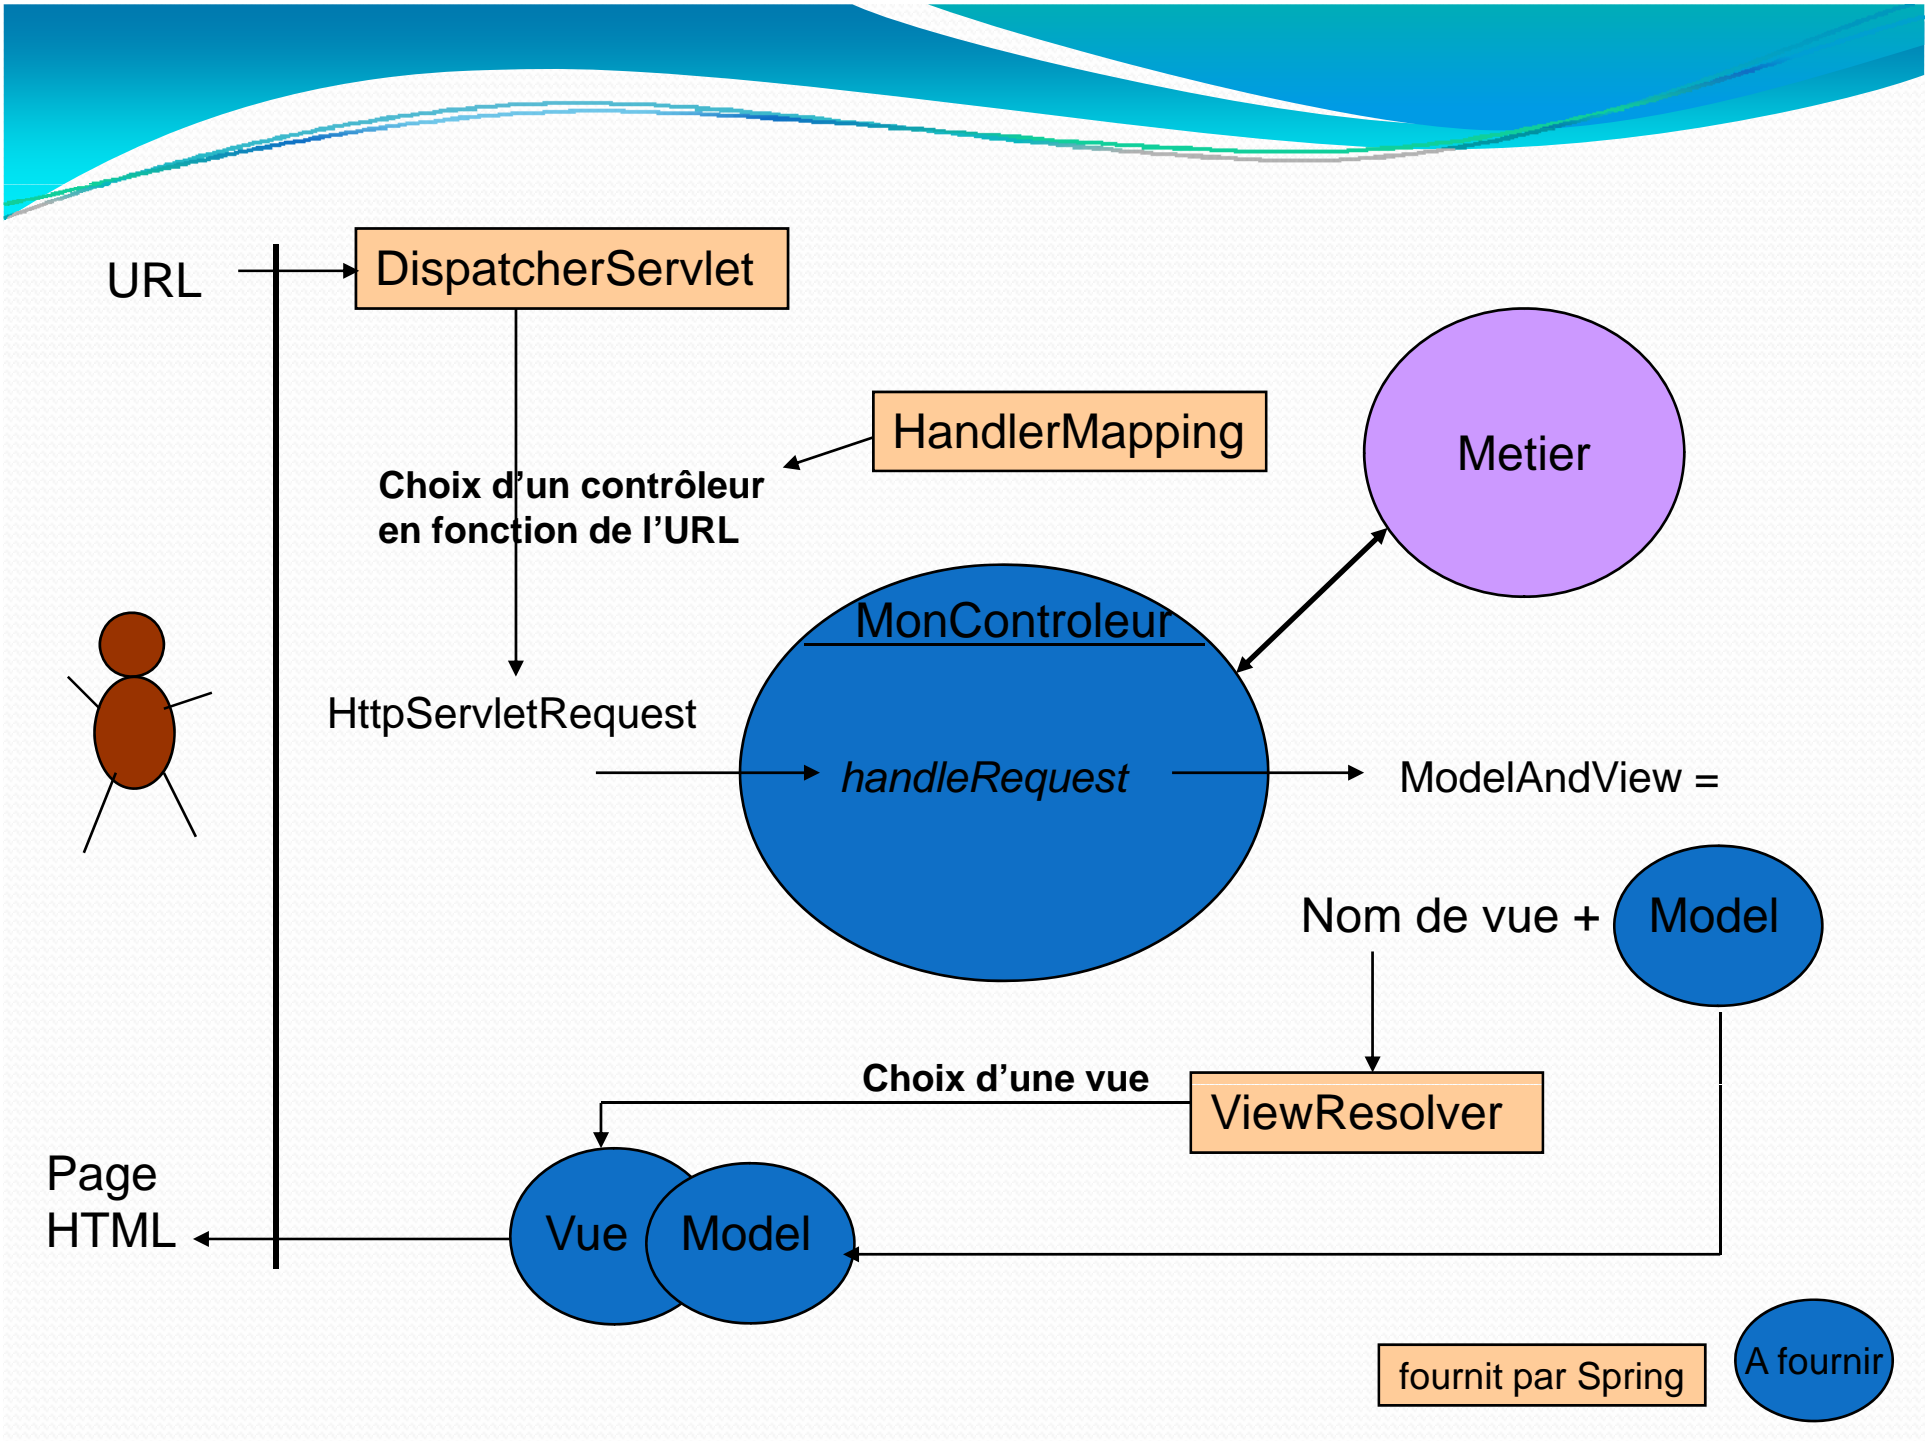 URL
DispatcherServlet
HandlerMapping
Metier
Choix d’un contrôleur
en fonction de l’URL
MonControleur
HttpServletRequest
handleRequest
ModelAndView =
Nom de vue +
Model
Choix d’une vue
ViewResolver
Page
HTML
Vue
Model
fournit par Spring
A fournir